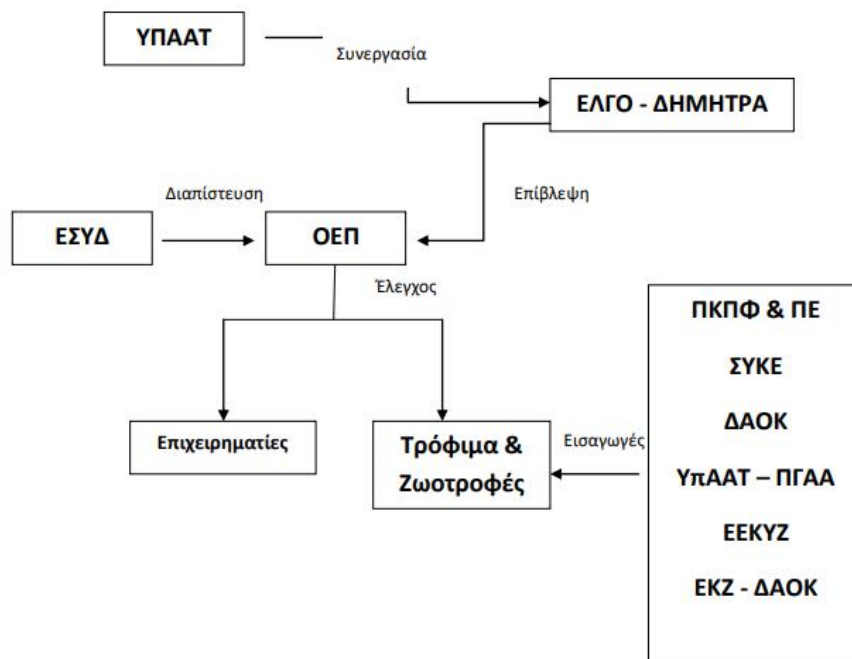 ΥΠΑΑΤ
Συνεργασία
ΕΛΓΟ - ΔΗΜΗΤΡΑ
Διαπίστευση
Επίβλεψη
ΕΣΥΔ
ΟΕΠ
Έλεγχος
ΠΚΠΦ & ΠΕ
ΣΥΚΕ
ΔΑΟΚ
ΥπΑΑΤ – ΠΓΑΑ
ΕΕΚΥΖ
ΕΚΖ - ΔΑΟΚ
Επιχειρηματίες
Τρόφιμα &
Ζωοτροφές
Εισαγωγές